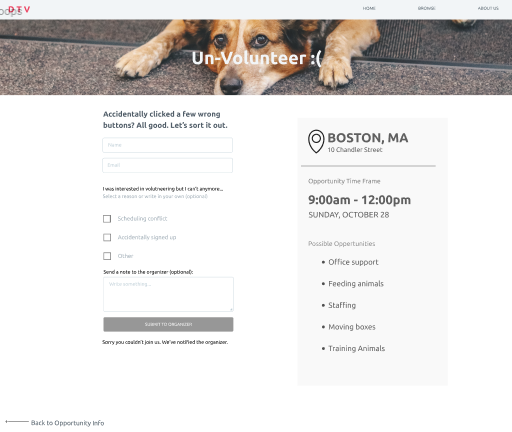 oops
DTV
HOME
BROWSE
ABOUT US
Un-Volunteer :(
Accidentally clicked a few wrong
buttons? All good. Let's sort it out.
Name
Email
I was interested in volutneering but I can't anymore...
Select a reason or write in your own (optional)
Scheduling conflict
Accidentally signed up
Other
Send a note to the organizer (optional):
Write something...
SUBMIT TO ORGANIZER
Sorry you couldn't join us. We've notified the organizer.
BOSTON, MA
10 Chandler Street
Opportunity Time Frame
9:00am - 12:00pm
SUNDAY, OCTOBER 28
Possible Opportunities
• Office support
• Feeding animals
• Staffing
• Moving boxes
• Training Animals
Back to Opportunity Info